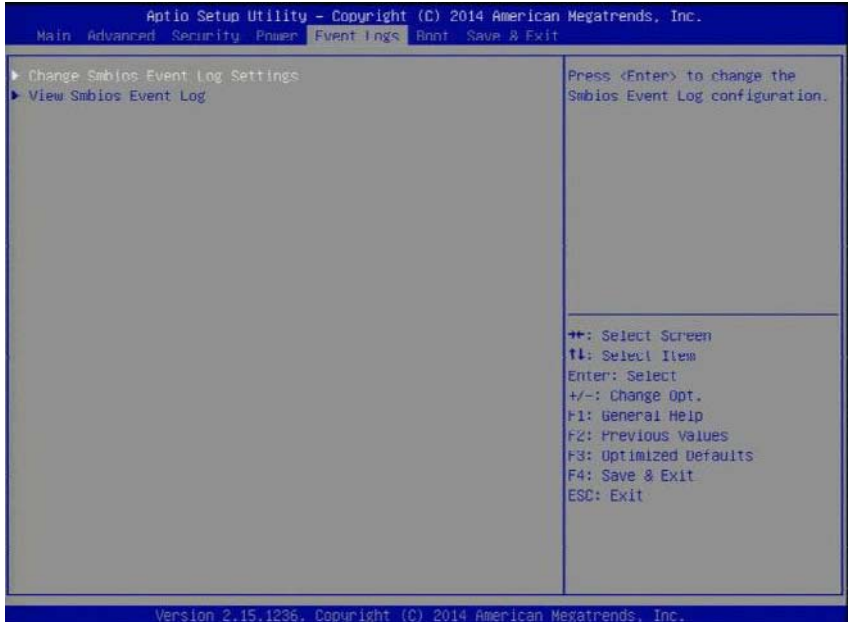 Aptio Setup Utility – Copyright (C) 2014 American Megatrends, Inc.
Main Advanced Security Power Event Logs Boot Save & Exit
▶ Change Smbios Event Log Settings
▶ View Smbios Event Log
Press <Enter> to change the
Smbios Event Log configuration.
→←: Select Screen
↑↓: Select Item
Enter: Select
+/-: Change Opt.
F1: General Help
F2: Previous Values
F3: Optimized Defaults
F4: Save & Exit
ESC: Exit
Version 2.15.1236. Copyright (C) 2014 American Megatrends, Inc.